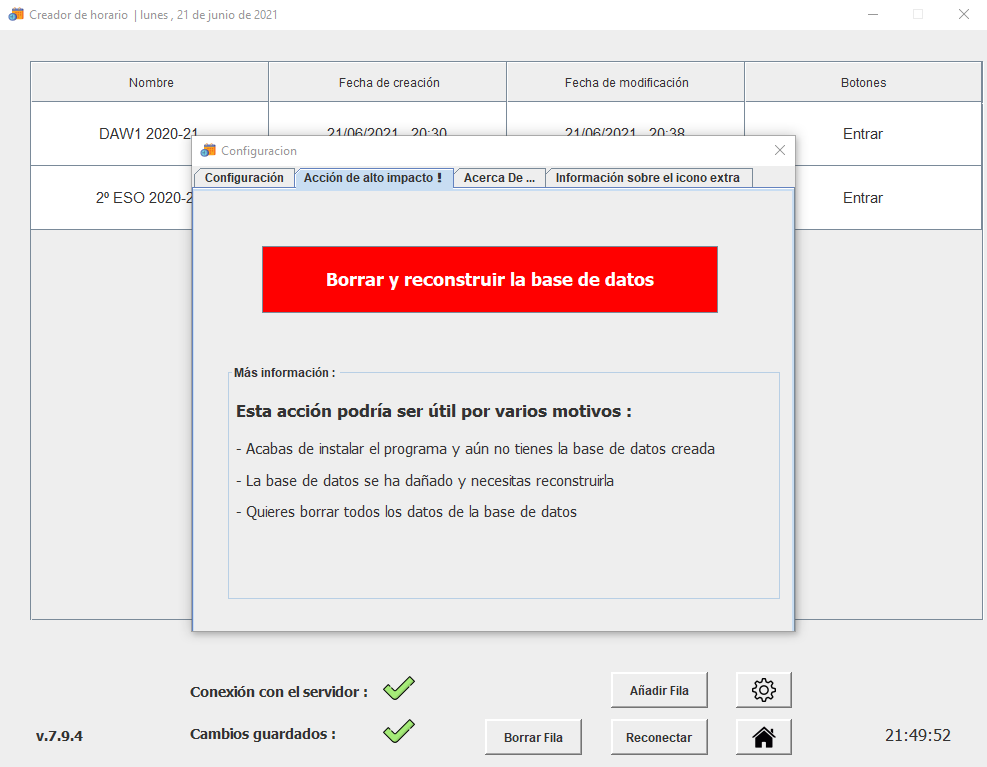 Creador de horario | lunes , 21 de junio de 2021
Nombre Fecha de creación Fecha de modificación Botones
DAW1 2020-21 21/06/2021 20:30 21/06/2021 20:38 Entrar
Configuracion
Configuración Acción de alto impacto ! Acerca De ... Información sobre el icono extra
2º ESO 2020-2 Entrar
Borrar y reconstruir la base de datos
Más información :
Esta acción podría ser útil por varios motivos :
- Acabas de instalar el programa y aún no tienes la base de datos creada
- La base de datos se ha dañado y necesitas reconstruirla
- Quieres borrar todos los datos de la base de datos
Conexión con el servidor : Añadir Fila
v.7.9.4 Cambios guardados : Borrar Fila Reconectar 21:49:52